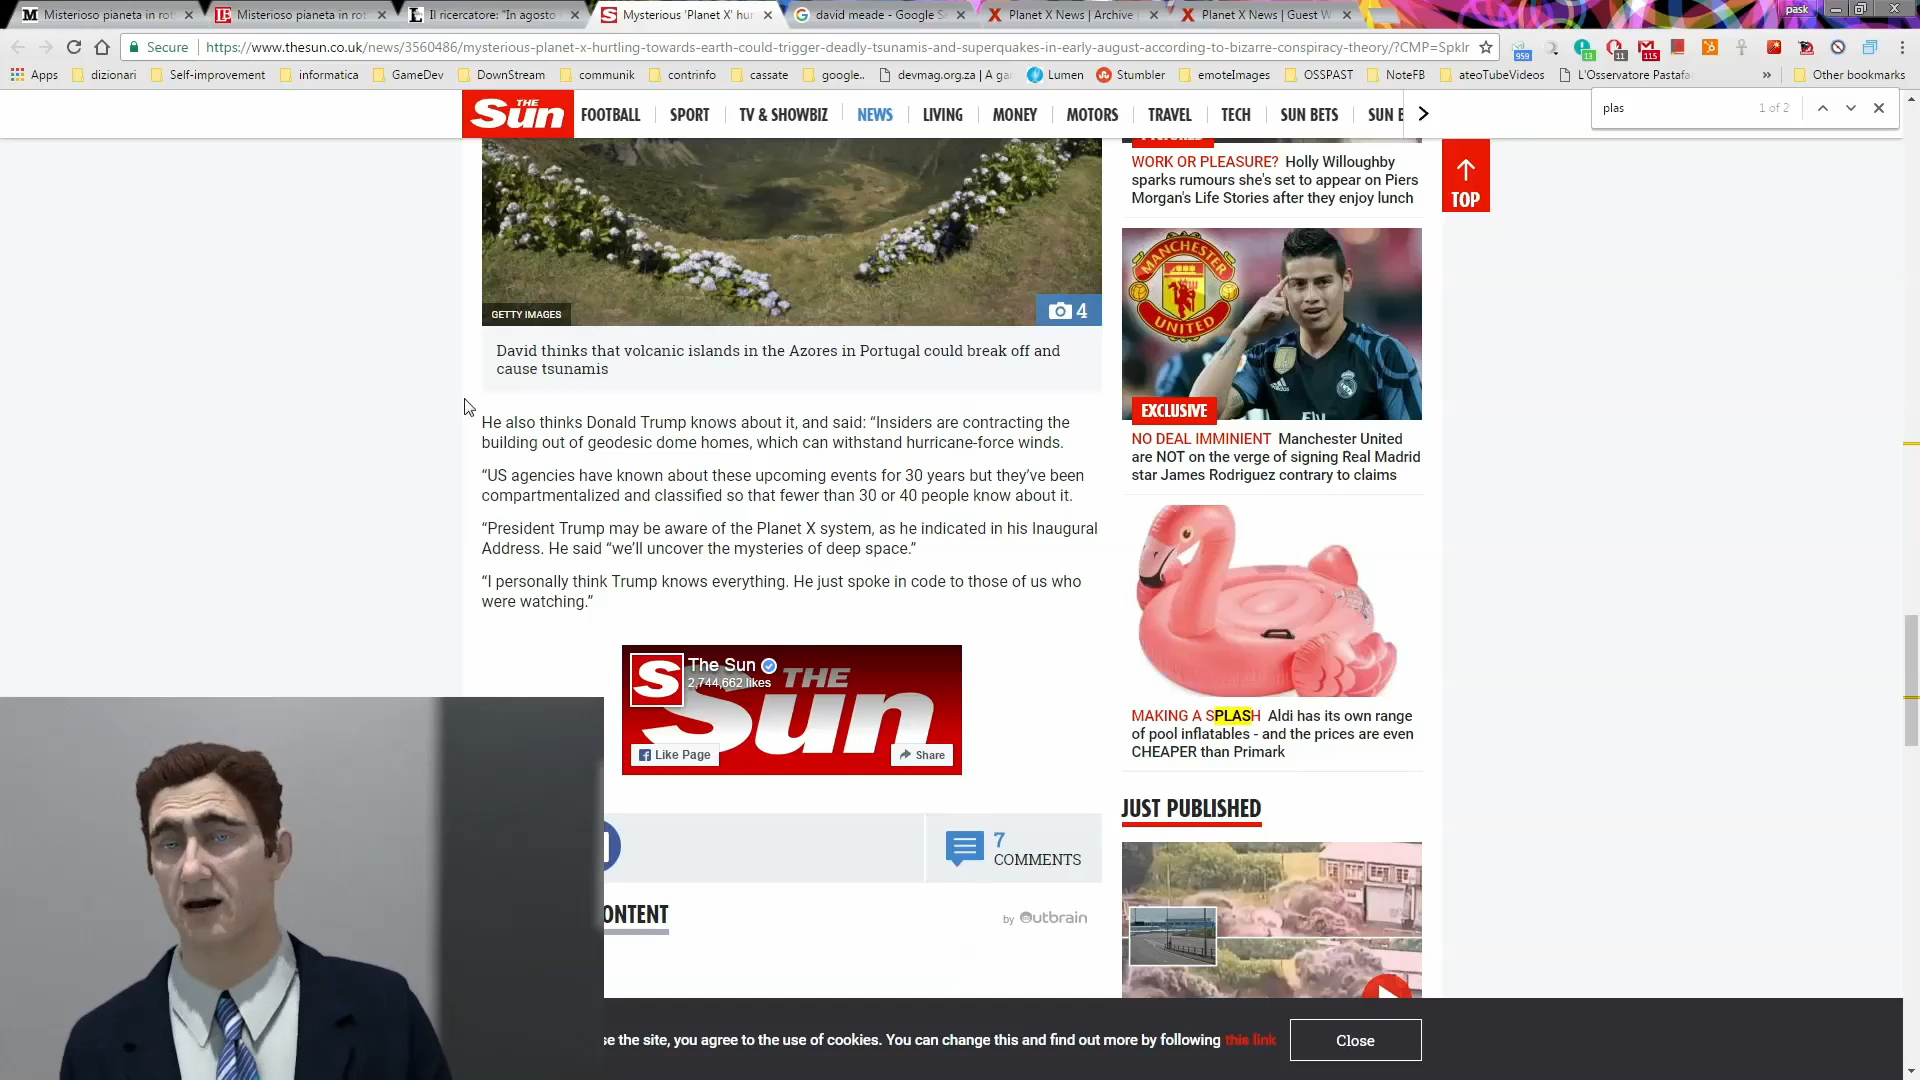 Misterioso pianeta in rot
Misterioso pianeta in rot
Il ricercatore: "In agosto
Mysterious 'Planet X' hur
david meade - Google Se
Planet X News | Archive
Planet X News | Guest W
pask
Secure
https://www.thesun.co.uk/news/3560486/mysterious-planet-x-hurtling-towards-earth-could-trigger-deadly-tsunamis-and-superquakes-in-early-august-according-to-bizarre-conspiracy-theory/?CMP=Spklr
Apps dizionari Self-improvement informatica GameDev DownStream communik contrinfo cassate google.. devmag.org.za | A ga Lumen Stumbler emoteImages OSSPAST NoteFB ateoTubeVideos L'Osservatore Pastafa » Other bookmarks
plas 1 of 2
THE Sun
FOOTBALL SPORT TV & SHOWBIZ NEWS LIVING MONEY MOTORS TRAVEL TECH SUN BETS SUN E
TOP
GETTY IMAGES
4
David thinks that volcanic islands in the Azores in Portugal could break off and
cause tsunamis
He also thinks Donald Trump knows about it, and said: “Insiders are contracting the
building out of geodesic dome homes, which can withstand hurricane-force winds.
“US agencies have known about these upcoming events for 30 years but they’ve been
compartmentalized and classified so that fewer than 30 or 40 people know about it.
“President Trump may be aware of the Planet X system, as he indicated in his Inaugural
Address. He said “we’ll uncover the mysteries of deep space.”
“I personally think Trump knows everything. He just spoke in code to those of us who
were watching.”
The Sun
2,744,662 likes
THE
Sun
Like Page
Share
7
COMMENTS
ONTENT
by Outbrain
WORK OR PLEASURE? Holly Willoughby
sparks rumours she's set to appear on Piers
Morgan's Life Stories after they enjoy lunch
MANCHESTER
UNITED
EXCLUSIVE
NO DEAL IMMINIENT Manchester United
are NOT on the verge of signing Real Madrid
star James Rodriguez contrary to claims
MAKING A SPLASH Aldi has its own range
of pool inflatables - and the prices are even
CHEAPER than Primark
JUST PUBLISHED
se the site, you agree to the use of cookies. You can change this and find out more by following this link
Close